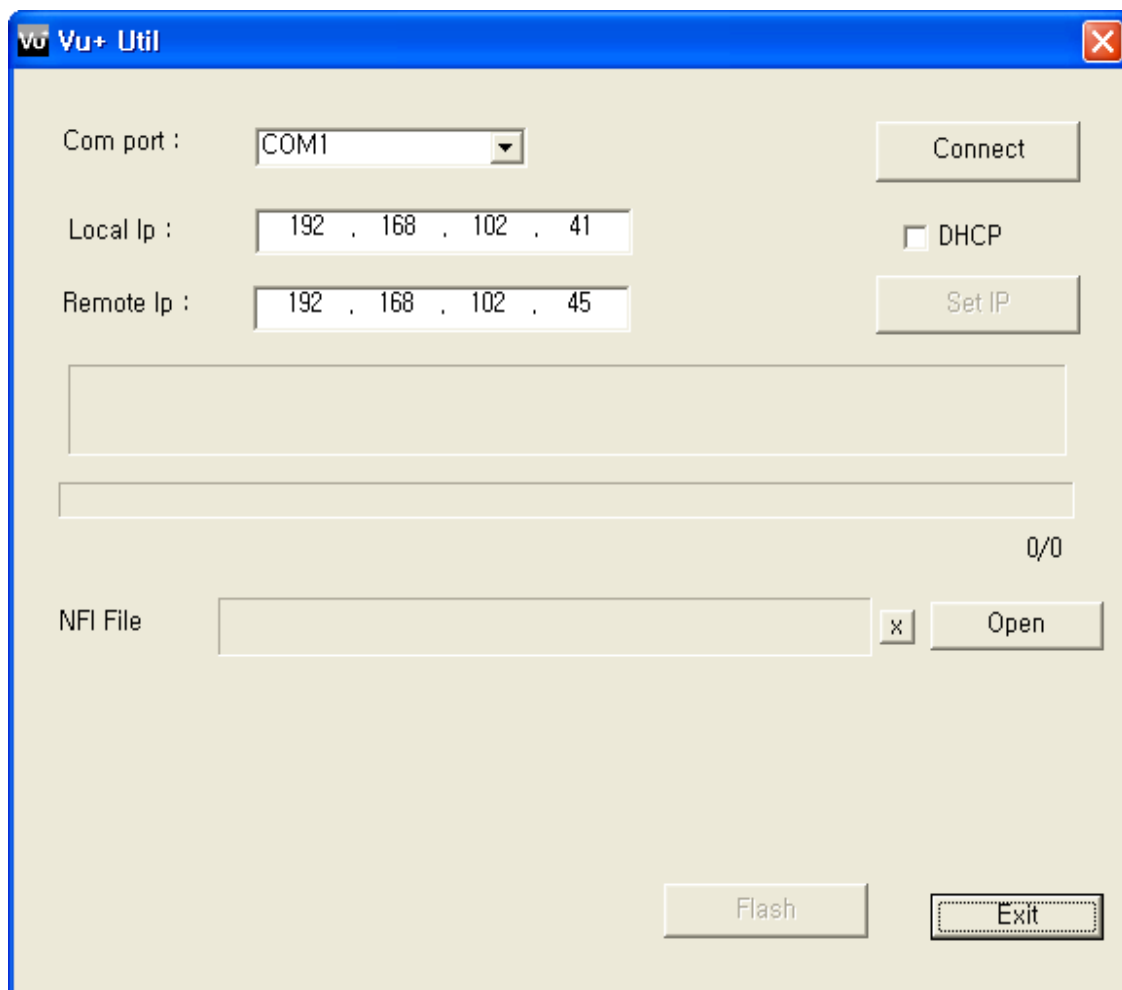 Vu+ Vu+ Util
Com port : COM1 Connect
Local Ip : 192 . 168 . 102 . 41 DHCP
Remote Ip : 192 . 168 . 102 . 45 Set IP
0/0
NFI File x Open
Flash Exit